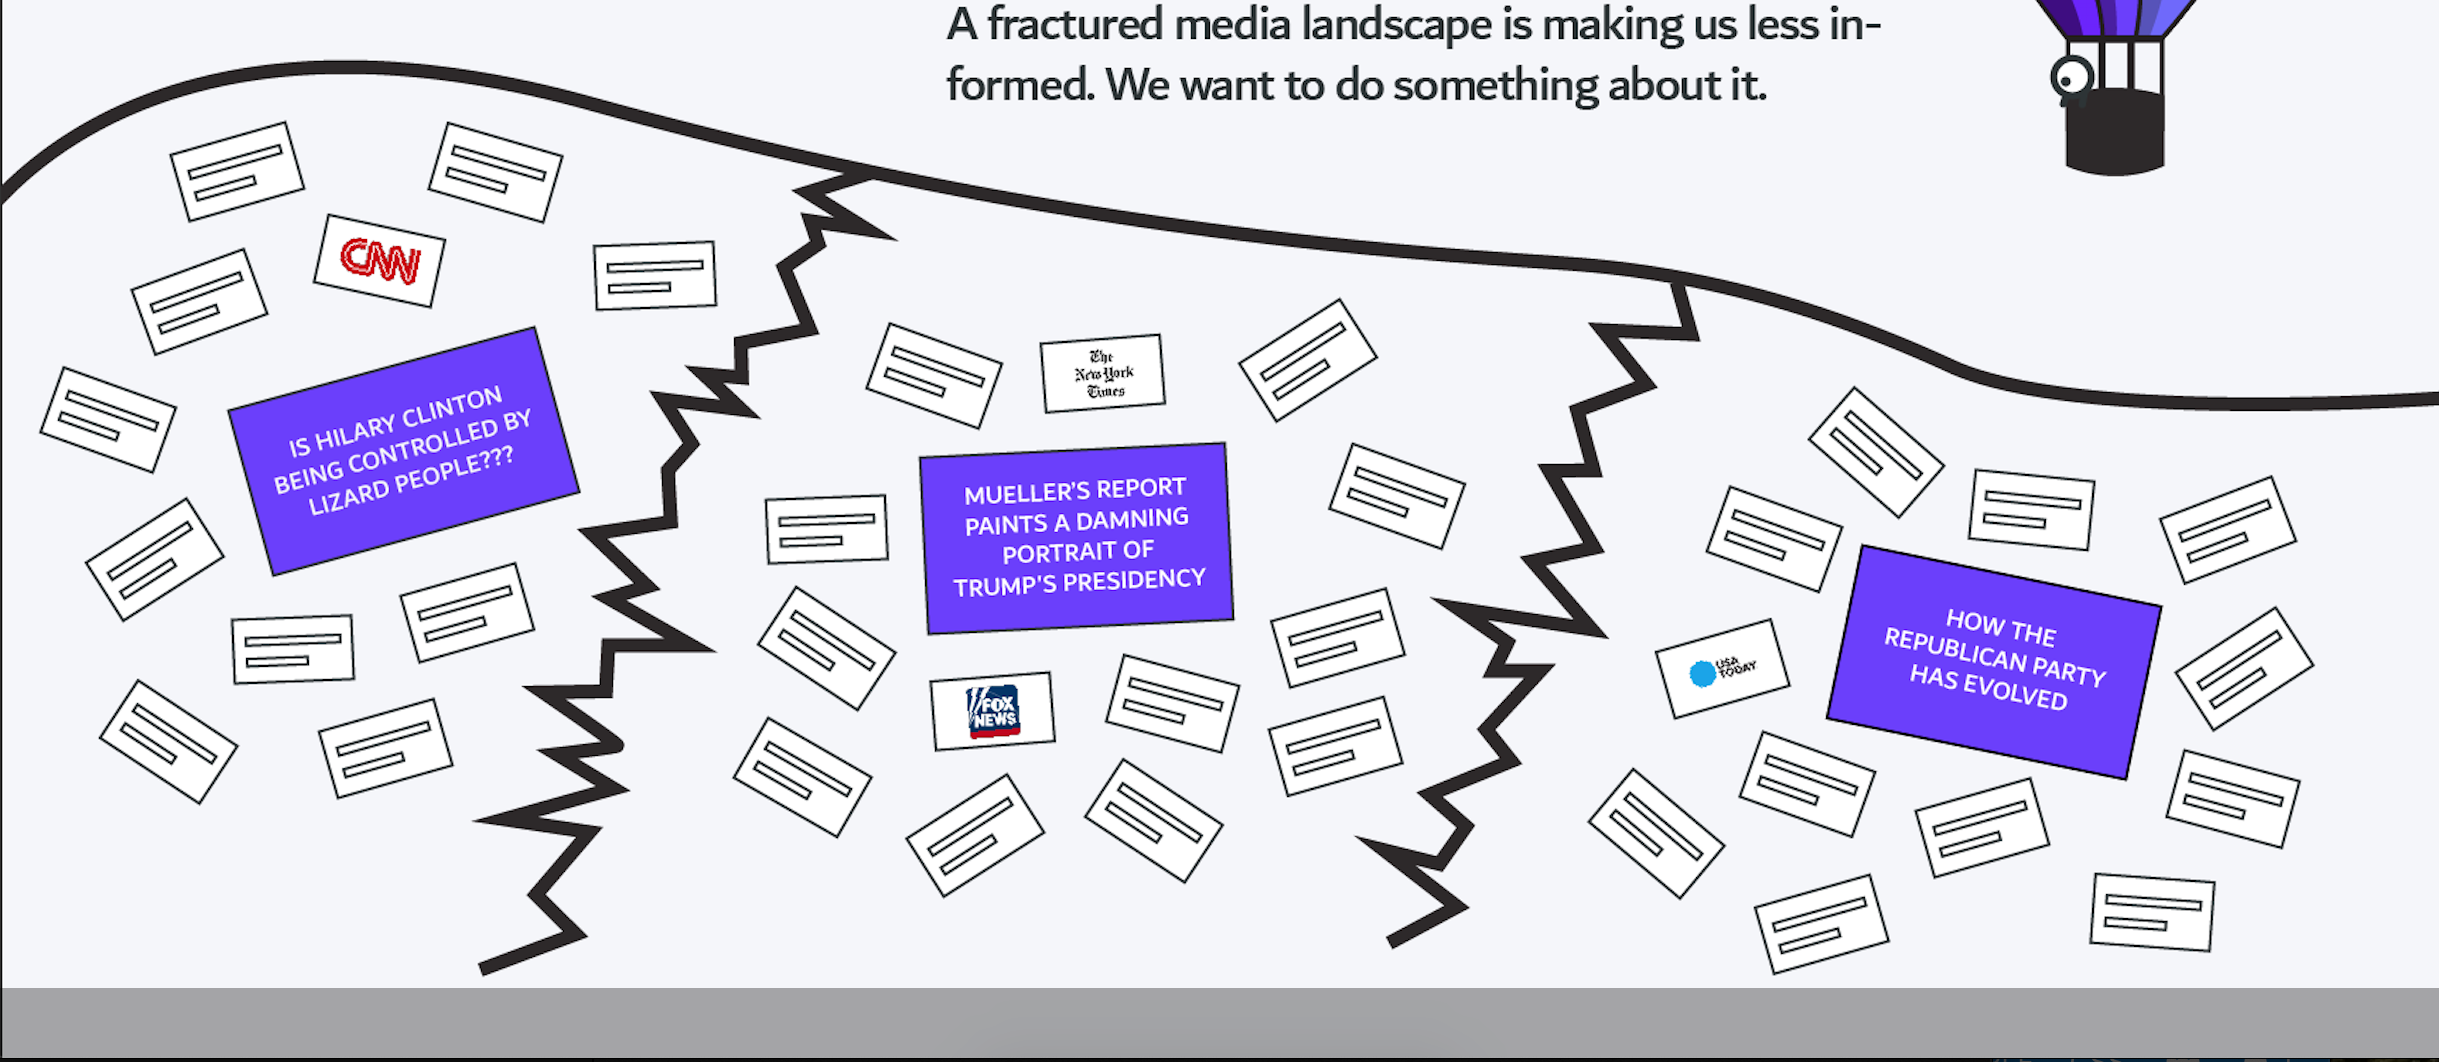 A fractured media landscape is making us less in-
formed. We want to do something about it.
CNN
IS HILARY CLINTON
BEING CONTROLLED BY
LIZARD PEOPLE???
The
New York
Times
MUELLER'S REPORT
PAINTS A DAMNING
PORTRAIT OF
TRUMP'S PRESIDENCY
FOX
NEWS
USA
TODAY
HOW THE
REPUBLICAN PARTY
HAS EVOLVED